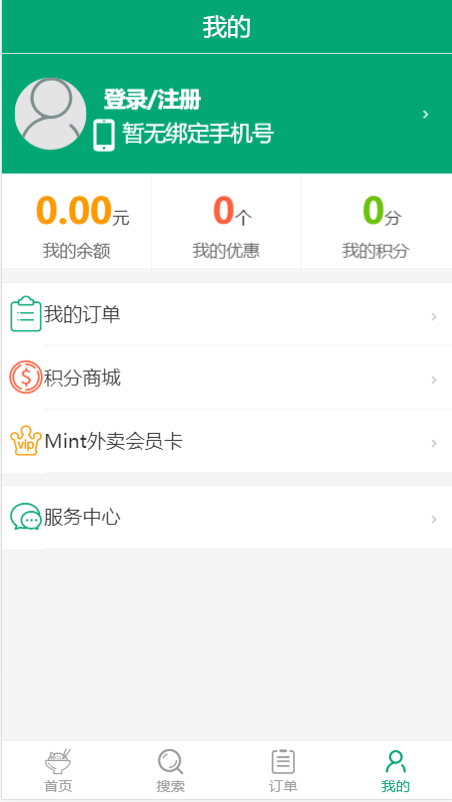 我的
登录/注册
暂无绑定手机号
0.00元 0个 0分
我的余额 我的优惠 我的积分
我的订单
积分商城
vip Mint外卖会员卡
服务中心
首页 搜索 订单 我的